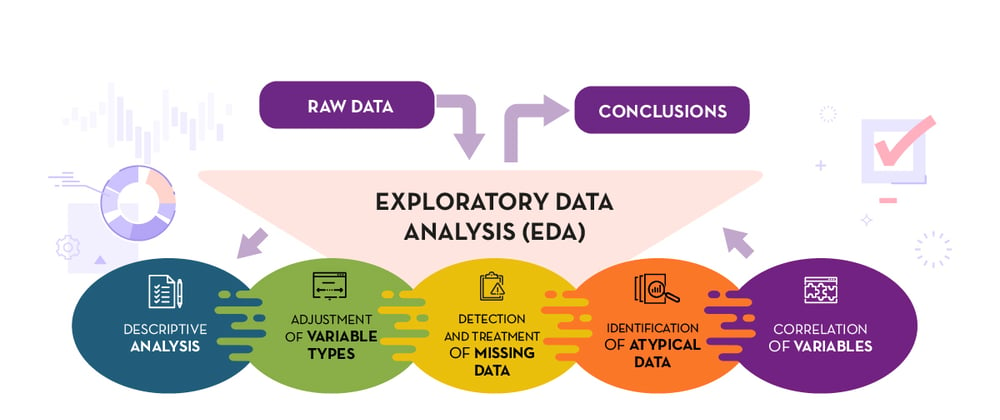 RAW DATA
CONCLUSIONS
EXPLORATORY DATA
ANALYSIS (EDA)
DESCRIPTIVE
ANALYSIS
ADJUSTMENT
OF VARIABLE
TYPES
DETECTION
AND TREATMENT
OF MISSING
DATA
IDENTIFICATION
OF ATYPICAL
DATA
CORRELATION
OF VARIABLES